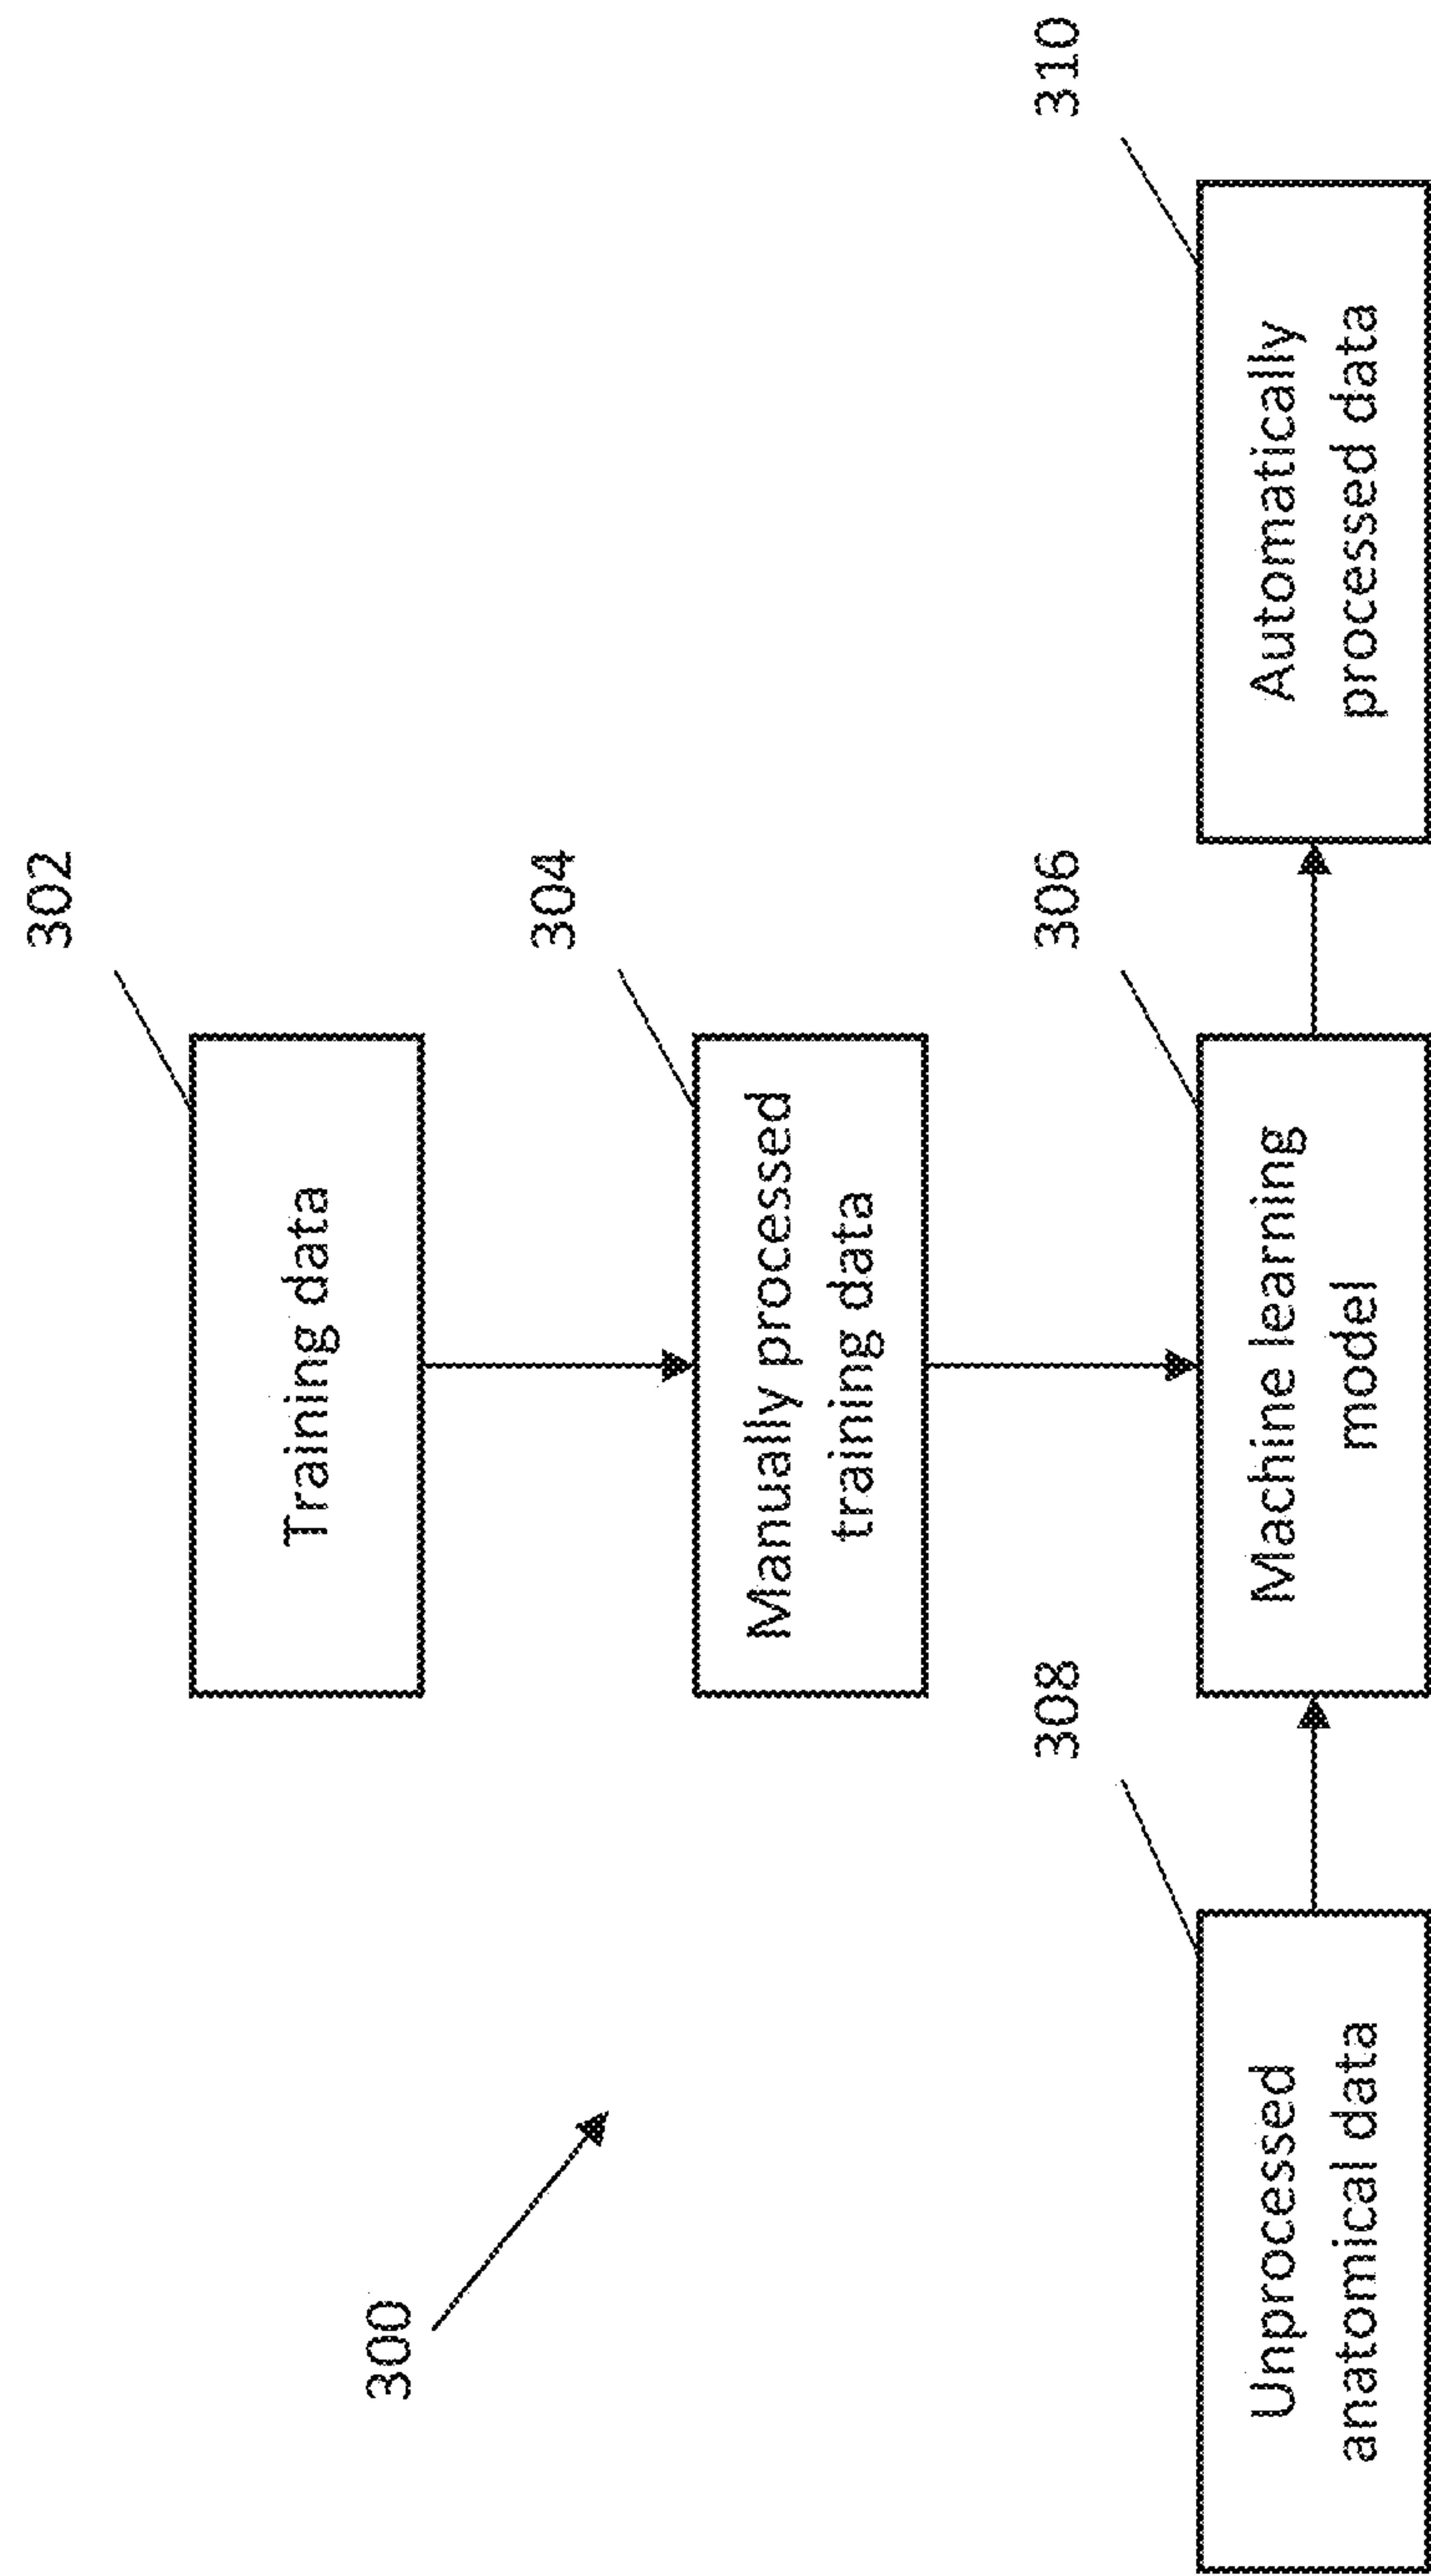 300
302
Training data
304
Manually processed
training data
308
306
310
Unprocessed
anatomical data
Machine learning
model
Automatically
processed data